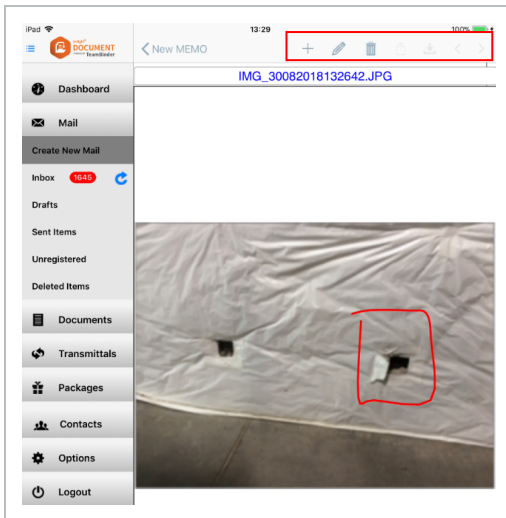 iPad 13:29 100%
DOCUMENT
TeamBinder
New MEMO
IMG_30082018132642.JPG
Dashboard
Mail
Create New Mail
Inbox 1645
Drafts
Sent Items
Unregistered
Deleted Items
Documents
Transmittals
Packages
Contacts
Options
Logout